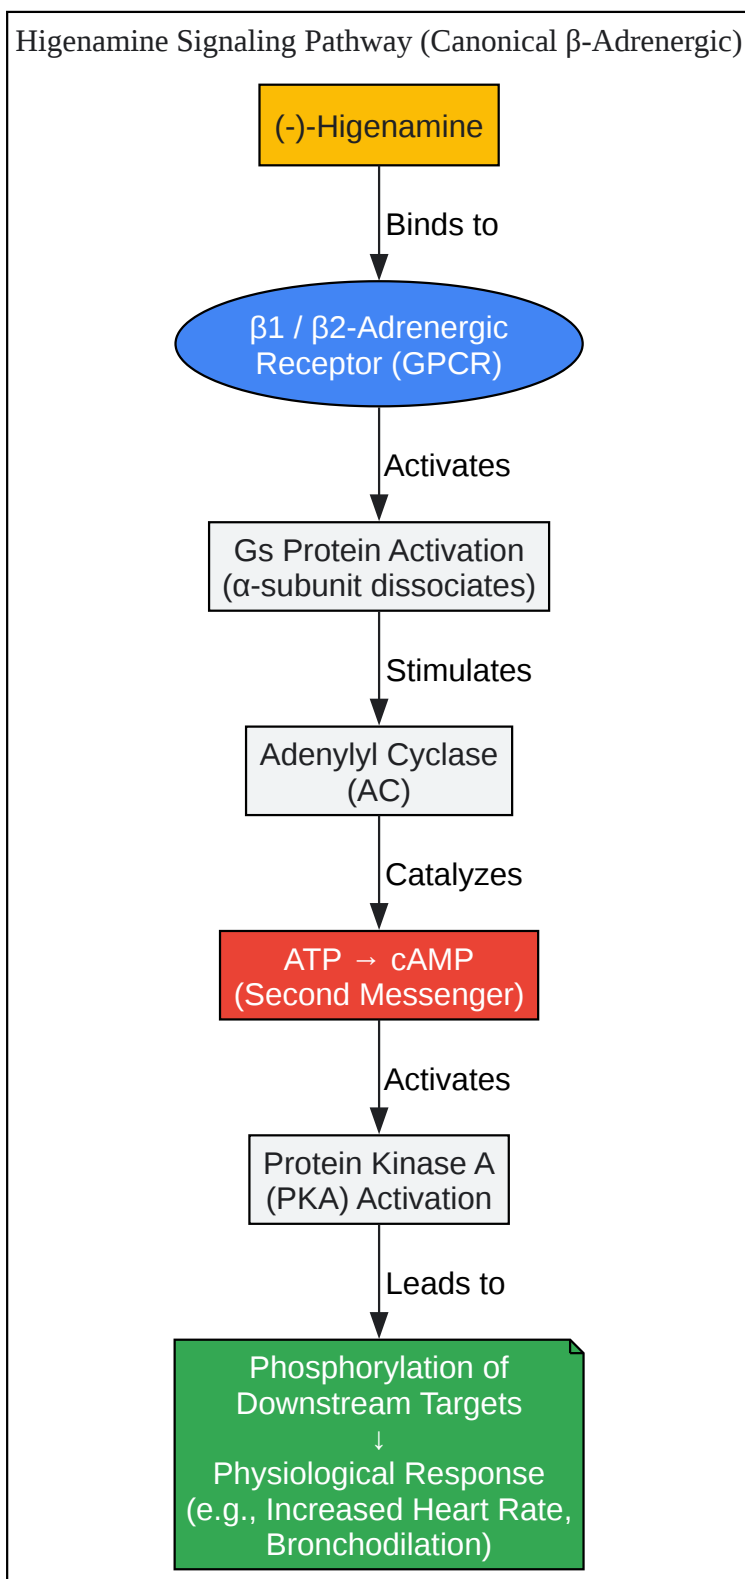 Higenamine Signaling Pathway (Canonical β-Adrenergic)
(-)-Higenamine
Binds to
β1 / β2-Adrenergic
Receptor (GPCR)
Activates
Gs Protein Activation
(α-subunit dissociates)
Stimulates
Adenylyl Cyclase
(AC)
Catalyzes
ATP → cAMP
(Second Messenger)
Activates
Protein Kinase A
(PKA) Activation
Leads to
Phosphorylation of
Downstream Targets
↓
Physiological Response
(e.g., Increased Heart Rate,
Bronchodilation)